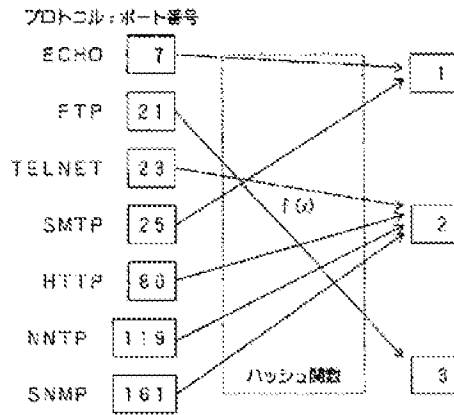 プロトコル：ポート番号
ECHO 7
FTP 21
TELNET 23
SMTP 25
HTTP 80
NNTP 119
SNMP 161
f(x)
ハッシュ関数
1
2
3